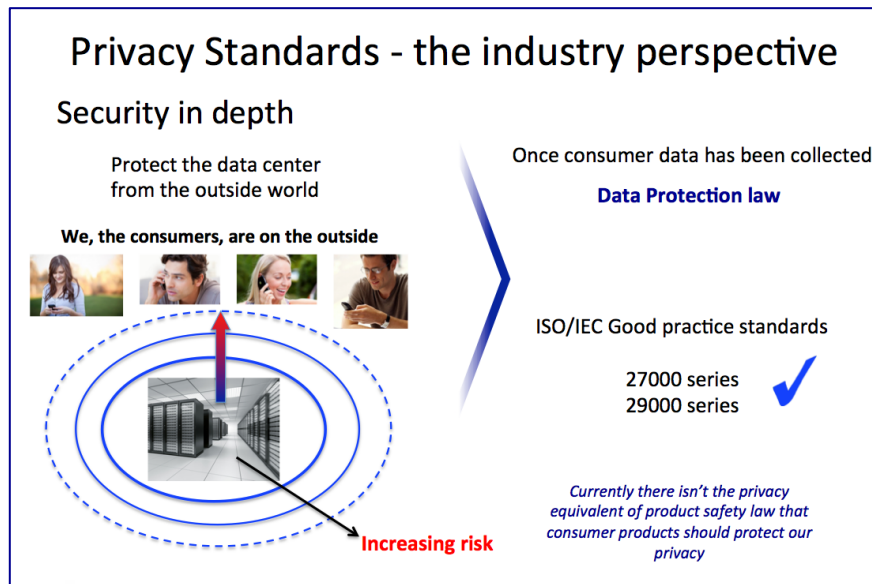 Privacy Standards - the industry perspective
Security in depth
Protect the data center
from the outside world
We, the consumers, are on the outside
Increasing risk
Once consumer data has been collected
Data Protection law
ISO/IEC Good practice standards
27000 series
29000 series
Currently there isn't the privacy
equivalent of product safety law that
consumer products should protect our
privacy